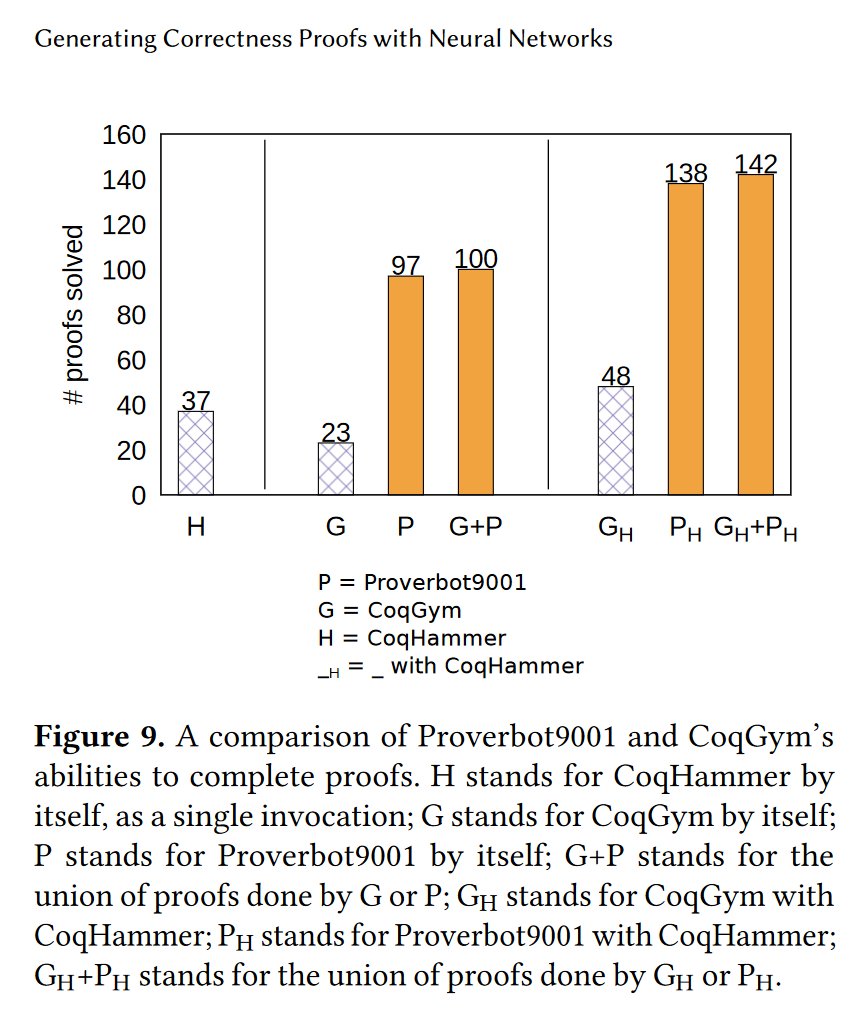 Generating Correctness Proofs with Neural Networks
160
140
120
100
80
60
40
20
0
# proofs solved
37
23
97
100
48
138
142
H
G
P
G+P
G_H
P_H
G_H+P_H
P = Proverbot9001
G = CoqGym
H = CoqHammer
_H = _ with CoqHammer
Figure 9. A comparison of Proverbot9001 and CoqGym’s
abilities to complete proofs. H stands for CoqHammer by
itself, as a single invocation; G stands for CoqGym by itself;
P stands for Proverbot9001 by itself; G+P stands for the
union of proofs done by G or P; G_H stands for CoqGym with
CoqHammer; P_H stands for Proverbot9001 with CoqHammer;
G_H+P_H stands for the union of proofs done by G_H or P_H.